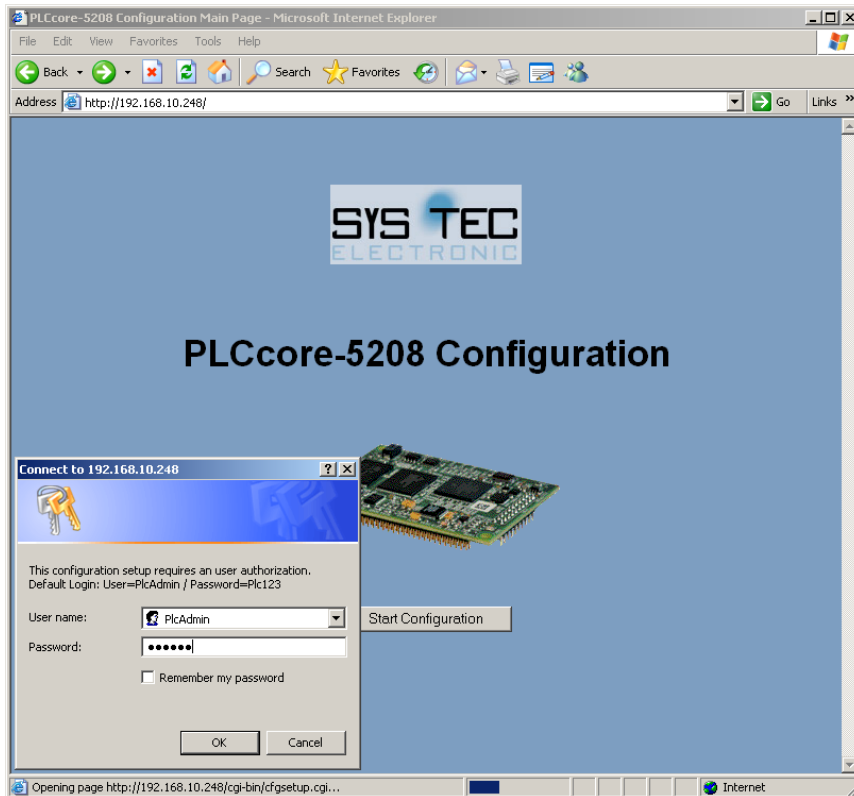 PLCcore-5208 Configuration Main Page - Microsoft Internet Explorer
File Edit View Favorites Tools Help
Back Search Favorites
Address http://192.168.10.248/ Go Links »
SYS TEC
ELECTRONIC
PLCcore-5208 Configuration
Connect to 192.168.10.248
This configuration setup requires an user authorization.
Default Login: User=PlcAdmin / Password=Plc123
User name: PlcAdmin
Password: ••••••
Remember my password
OK Cancel
Start Configuration
Opening page http://192.168.10.248/cgi-bin/cfgsetup.cgi... Internet